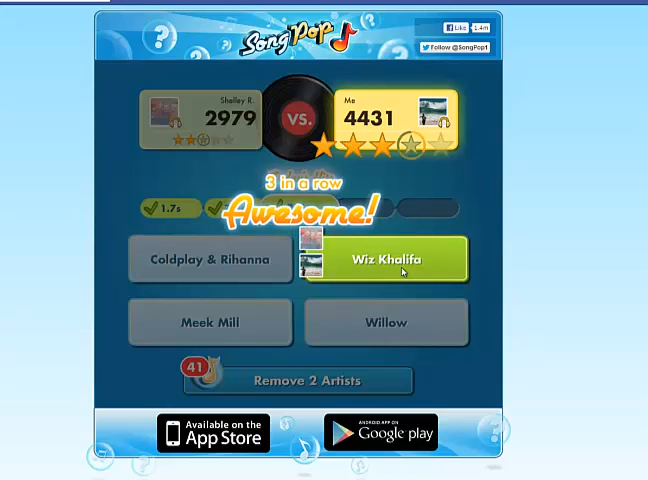 SongPop
Like 1.4m
Follow @SongPop1
Shelley R.
2979
VS.
Me
4431
3 in a row
Awesome!
1.7s
Coldplay & Rihanna
Wiz Khalifa
Meek Mill
Willow
41
Remove 2 Artists
Available on the
App Store
ANDROID APP ON
Google play